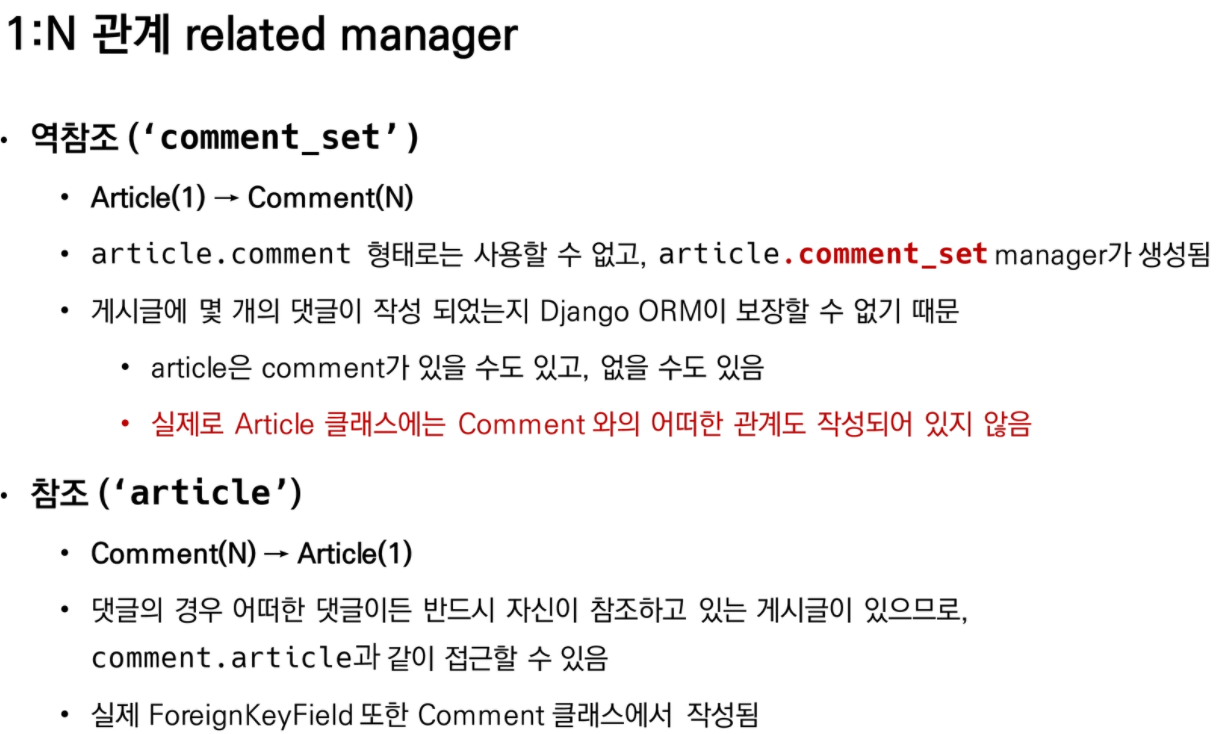 1:N 관계 related manager
• 역참조 (‘comment_set’)
• Article(1) → Comment(N)
• article.comment 형태로는 사용할 수 없고, article.comment_set manager가 생성됨
• 게시글에 몇 개의 댓글이 작성 되었는지 Django ORM이 보장할 수 없기 때문
• article은 comment가 있을 수도 있고, 없을 수도 있음
• 실제로 Article 클래스에는 Comment 와의 어떠한 관계도 작성되어 있지 않음
• 참조 (‘article’)
• Comment(N) → Article(1)
• 댓글의 경우 어떠한 댓글이든 반드시 자신이 참조하고 있는 게시글이 있으므로,
comment.article과 같이 접근할 수 있음
• 실제 ForeignKeyField 또한 Comment 클래스에서 작성됨